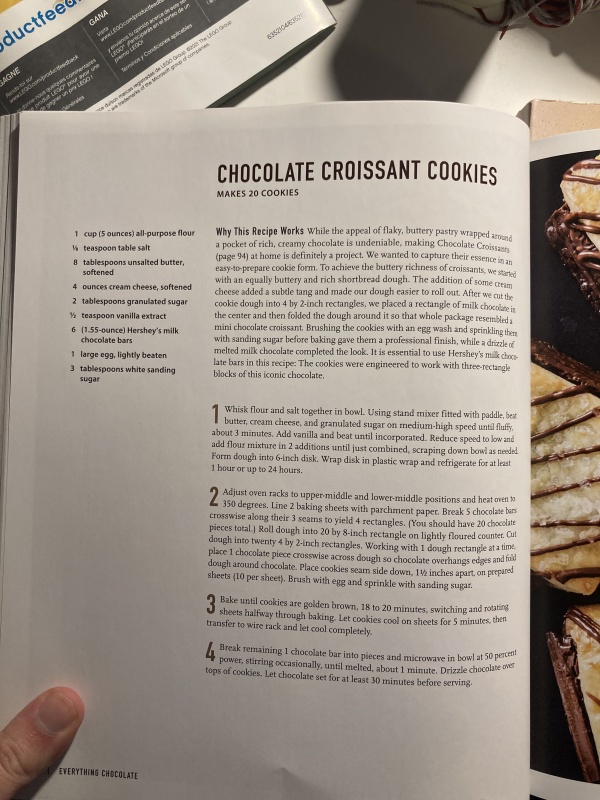 oductfeed
GANA
6352104/6352
CHOCOLATE CROISSANT COOKIES
MAKES 20 COOKIES
1 cup (5 ounces) all-purpose flour
⅛ teaspoon table salt
8 tablespoons unsalted butter,
softened
4 ounces cream cheese, softened
2 tablespoons granulated sugar
½ teaspoon vanilla extract
6 (1.55-ounce) Hershey's milk
chocolate bars
1 large egg, lightly beaten
3 tablespoons white sanding
sugar
Why This Recipe Works While the appeal of flaky, buttery pastry wrapped around
a pocket of rich, creamy chocolate is undeniable, making Chocolate Croissants
(page 94) at home is definitely a project. We wanted to capture their essence in an
easy-to-prepare cookie form. To achieve the buttery richness of croissants, we started
with an equally buttery and rich shortbread dough. The addition of some cream
cheese added a subtle tang and made our dough easier to roll out. After we cut the
cookie dough into 4 by 2-inch rectangles, we placed a rectangle of milk chocolate in
the center and then folded the dough around it so that whole package resembled a
mini chocolate croissant. Brushing the cookies with an egg wash and sprinkling them
with sanding sugar before baking gave them a professional finish, while a drizzle of
melted milk chocolate completed the look. It is essential to use Hershey's milk choco-
late bars in this recipe: The cookies were engineered to work with three-rectangle
blocks of this iconic chocolate.
1 Whisk flour and salt together in bowl. Using stand mixer fitted with paddle, beat
butter, cream cheese, and granulated sugar on medium-high speed until fluffy,
about 3 minutes. Add vanilla and beat until incorporated. Reduce speed to low and
add flour mixture in 2 additions until just combined, scraping down bowl as needed.
Form dough into 6-inch disk. Wrap disk in plastic wrap and refrigerate for at least
1 hour or up to 24 hours.
2 Adjust oven racks to upper-middle and lower-middle positions and heat oven to
350 degrees. Line 2 baking sheets with parchment paper. Break 5 chocolate bars
crosswise along their 3 seams to yield 4 rectangles. (You should have 20 chocolate
pieces total.) Roll dough into 20 by 8-inch rectangle on lightly floured counter. Cut
dough into twenty 4 by 2-inch rectangles. Working with 1 dough rectangle at a time,
place 1 chocolate piece crosswise across dough so chocolate overhangs edges and fold
dough around chocolate. Place cookies seam side down, 1½ inches apart, on prepared
sheets (10 per sheet). Brush with egg and sprinkle with sanding sugar.
3 Bake until cookies are golden brown, 18 to 20 minutes, switching and rotating
sheets halfway through baking. Let cookies cool on sheets for 5 minutes, then
transfer to wire rack and let cool completely.
4 Break remaining 1 chocolate bar into pieces and microwave in bowl at 50 percent
power, stirring occasionally, until melted, about 1 minute. Drizzle chocolate over
tops of cookies. Let chocolate set for at least 30 minutes before serving.
EVERYTHING CHOCOLATE